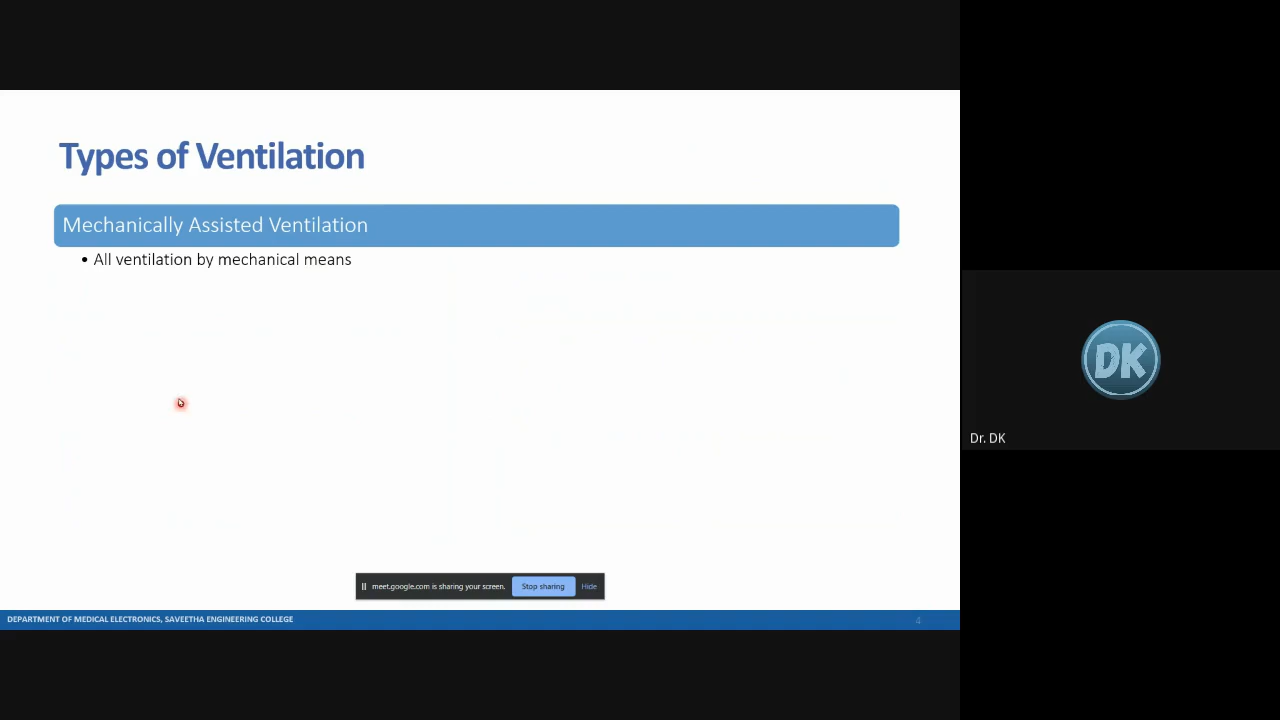 Types of Ventilation
Mechanically Assisted Ventilation
• All ventilation by mechanical means
DK
Dr. DK
meet.google.com is sharing your screen. Stop sharing Hide
DEPARTMENT OF MEDICAL ELECTRONICS, SAVEETHA ENGINEERING COLLEGE 4